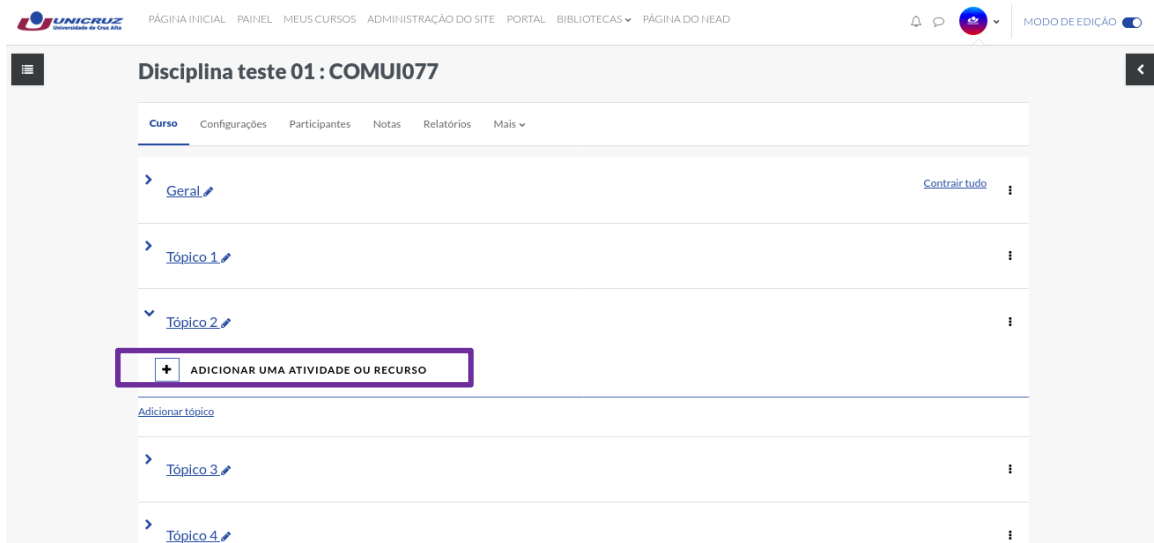 UNICRUZ
Universidade de Cruz Alta
PÁGINA INICIAL PAINEL MEUS CURSOS ADMINISTRAÇÃO DO SITE PORTAL BIBLIOTECAS PÁGINA DO NEAD
MODO DE EDIÇÃO
Disciplina teste 01 : COMUI077
Curso Configurações Participantes Notas Relatórios Mais
Geral
Contrair tudo
Tópico 1
Tópico 2
ADICIONAR UMA ATIVIDADE OU RECURSO
Adicionar tópico
Tópico 3
Tópico 4